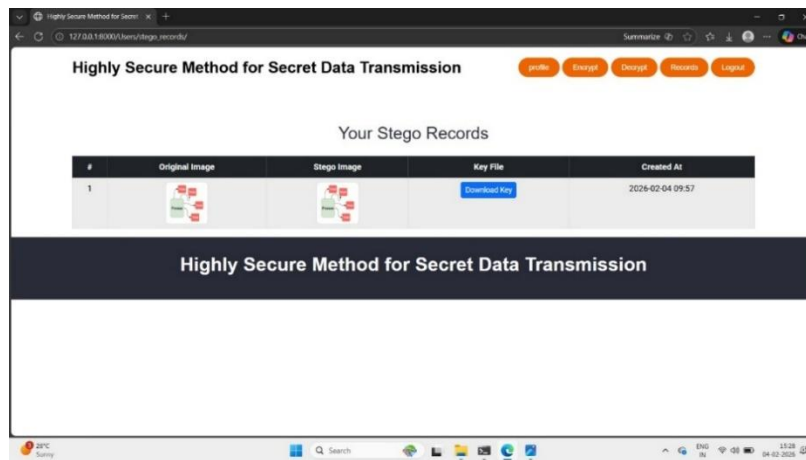 Highly Secure Method for Secret
127.0.0.1:8000/Users/stego_records/
Summarize
Highly Secure Method for Secret Data Transmission
profile Encrypt Decrypt Records Logout
Your Stego Records
# Original Image Stego Image Key File Created At
1 Download Key 2026-02-04 09:57
Highly Secure Method for Secret Data Transmission
28°C
Sunny
Search
ENG
IN
15:28
04-02-2026